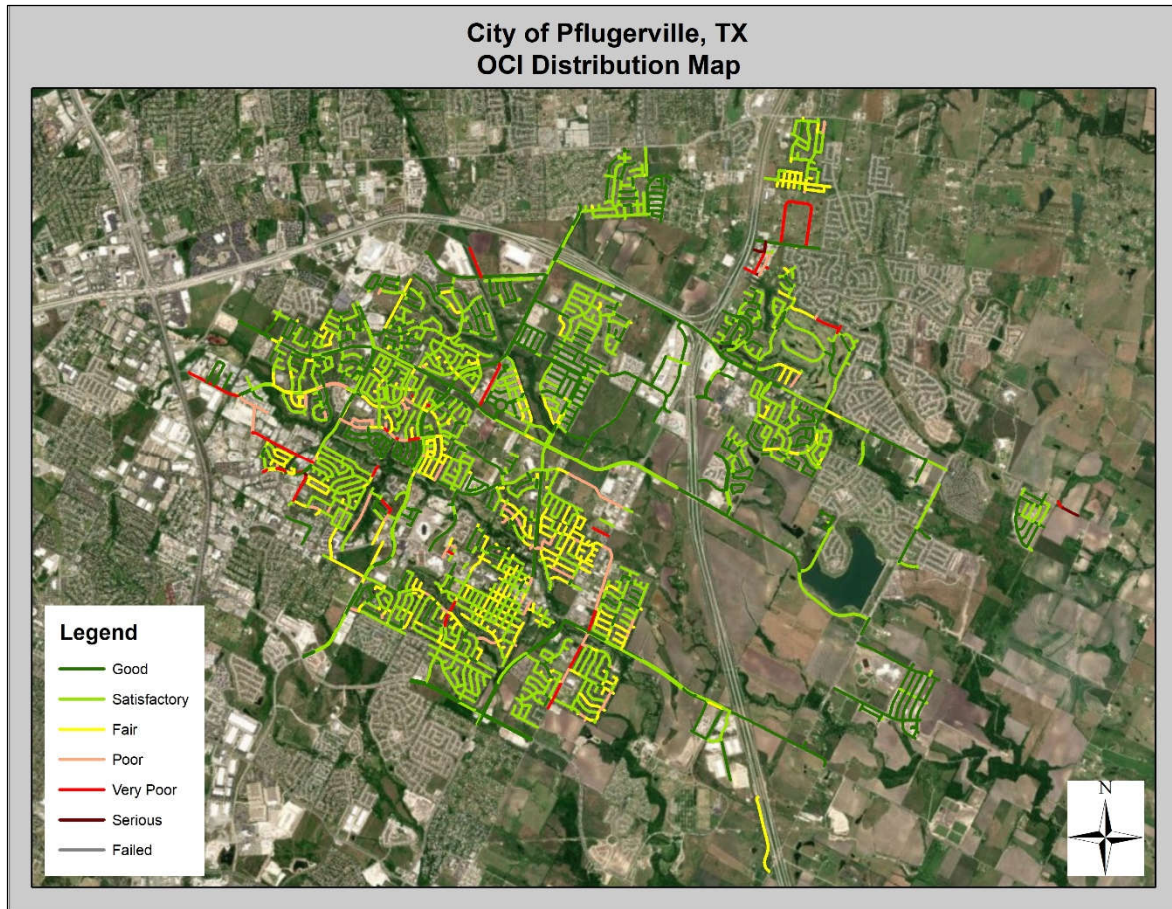 City of Pflugerville, TX
OCI Distribution Map
Legend
Good
Satisfactory
Fair
Poor
Very Poor
Serious
Failed
N